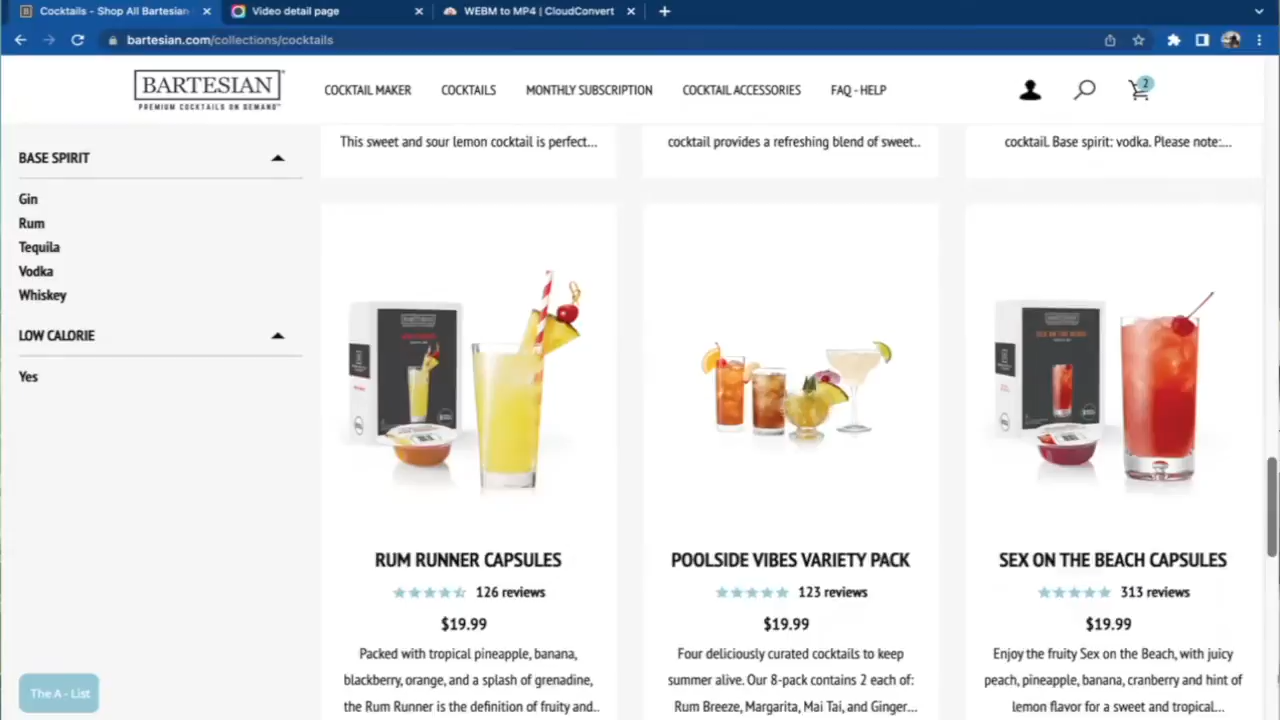 Cocktails - Shop All Bartesian
Video detail page
WEBM to MP4 | CloudConvert
bartesian.com/collections/cocktails
BARTESIAN
PREMIUM COCKTAILS ON DEMAND
COCKTAIL MAKER
COCKTAILS
MONTHLY SUBSCRIPTION
COCKTAIL ACCESSORIES
FAQ - HELP
2
BASE SPIRIT
Gin
Rum
Tequila
Vodka
Whiskey
LOW CALORIE
Yes
This sweet and sour lemon cocktail is perfect...
cocktail provides a refreshing blend of sweet..
cocktail. Base spirit: vodka. Please note:...
RUM RUNNER CAPSULES
126 reviews
$19.99
Packed with tropical pineapple, banana,
blackberry, orange, and a splash of grenadine,
the Rum Runner is the definition of fruity and..
POOLSIDE VIBES VARIETY PACK
123 reviews
$19.99
Four deliciously curated cocktails to keep
summer alive. Our 8-pack contains 2 each of:
Rum Breeze, Margarita, Mai Tai, and Ginger...
SEX ON THE BEACH CAPSULES
313 reviews
$19.99
Enjoy the fruity Sex on the Beach, with juicy
peach, pineapple, banana, cranberry and hint of
lemon flavor for a sweet and tropical...
The A - List